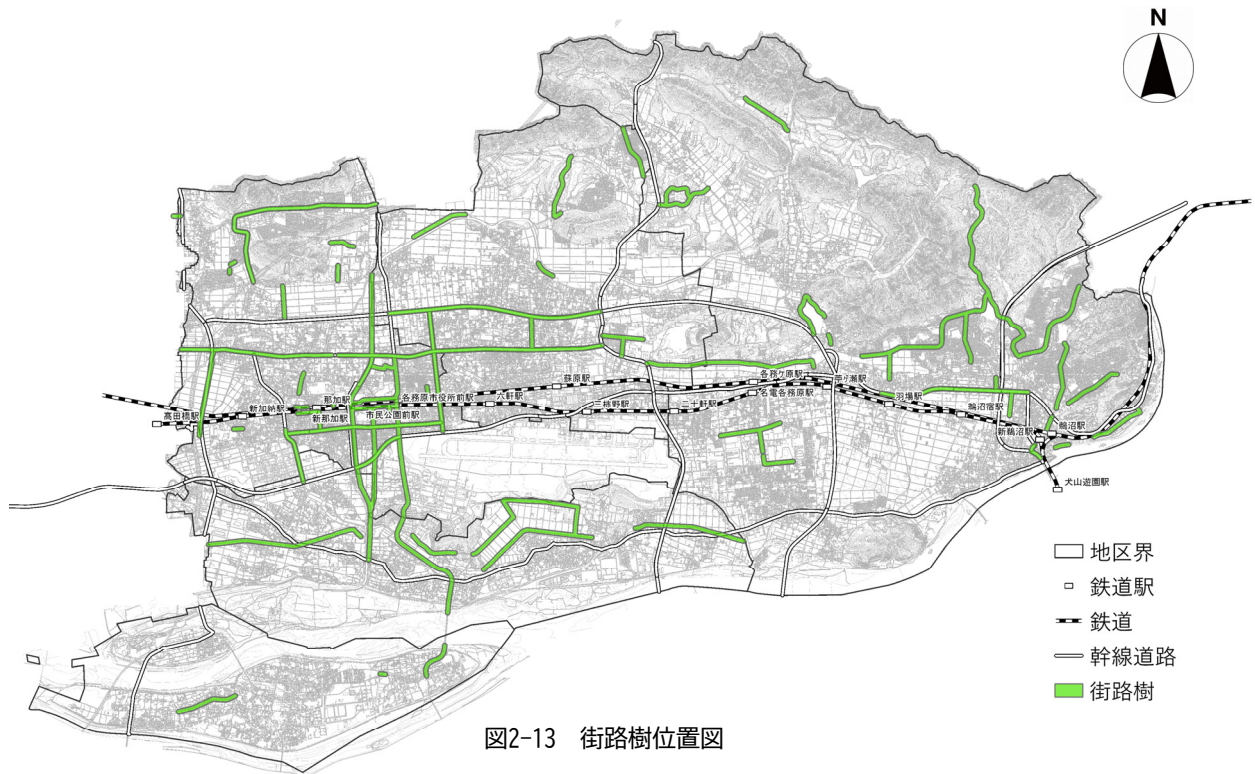 N
蘇原駅
各務ヶ原駅
那加駅
各務原市役所前駅
六軒駅
名電各務原駅
羽場駅
新加納駅
三柿野駅
二十軒駅
鵜沼宿駅
高田橋駅
新那加駅
市民公園前駅
新鵜沼駅
鵜沼駅
犬山遊園駅
地区界
鉄道駅
鉄道
幹線道路
街路樹
図2-13 街路樹位置図